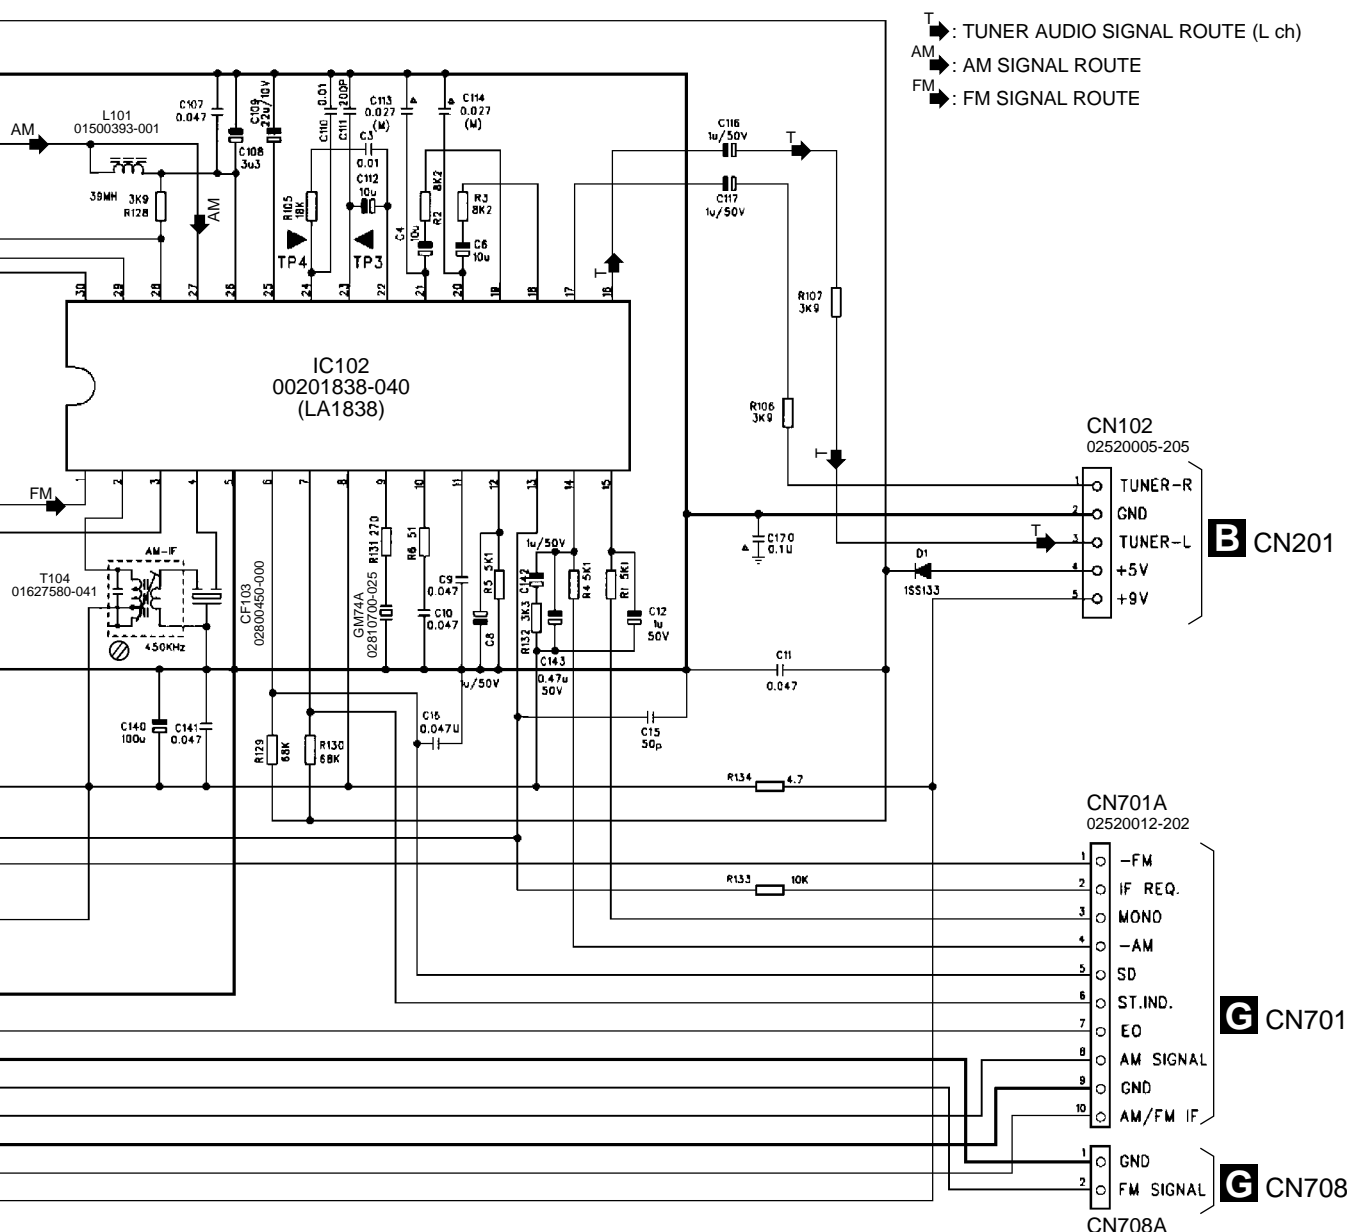 T : TUNER AUDIO SIGNAL ROUTE (L ch)
AM : AM SIGNAL ROUTE
FM : FM SIGNAL ROUTE
AM
L101
01500393-001
39MH
3K9
R128
AM
C107
0.047
C108
3u3
C109
22u/10V
C110
0.01
C111
200P
C113
0.027
(M)
C114
0.027
(M)
C3
0.01
C112
10u
R105
18K
TP4
TP3
C4
10u
R2
8K2
R3
8K2
C6
10u
T
C116
1u/50V
T
C117
1u/50V
R107
3K9
R106
3K9
T
30 29 28 27 26 25 24 23 22 21 20 19 18 17 16
IC102
00201838-040
(LA1838)
1 2 3 4 5 6 7 8 9 10 11 12 13 14 15
FM
AM-IF
T104
01627580-041
450KHz
CF103
02800450-000
GM74A
02810700-025
R131 270
R6 51
C9
0.047
C10
0.047
R5 5K1
C8
1u/50V
1u/50V
C142
R132 3K3
C143
0.47u
50V
R4 5K1
R1 5K1
C12
1u
50V
C170
0.1U
T
D1
1SS133
CN102
02520005-205
1 TUNER-R
2 GND
3 TUNER-L
4 +5V
5 +9V
B CN201
C140
100u
C141
0.047
R129
68K
R130
68K
C16
0.047U
C15
50p
C11
0.047
R134 4.7
R133 10K
CN701A
02520012-202
1 -FM
2 IF REQ.
3 MONO
4 -AM
5 SD
6 ST.IND.
7 EO
8 AM SIGNAL
9 GND
10 AM/FM IF
G CN701
1 GND
2 FM SIGNAL
G CN708
CN708A